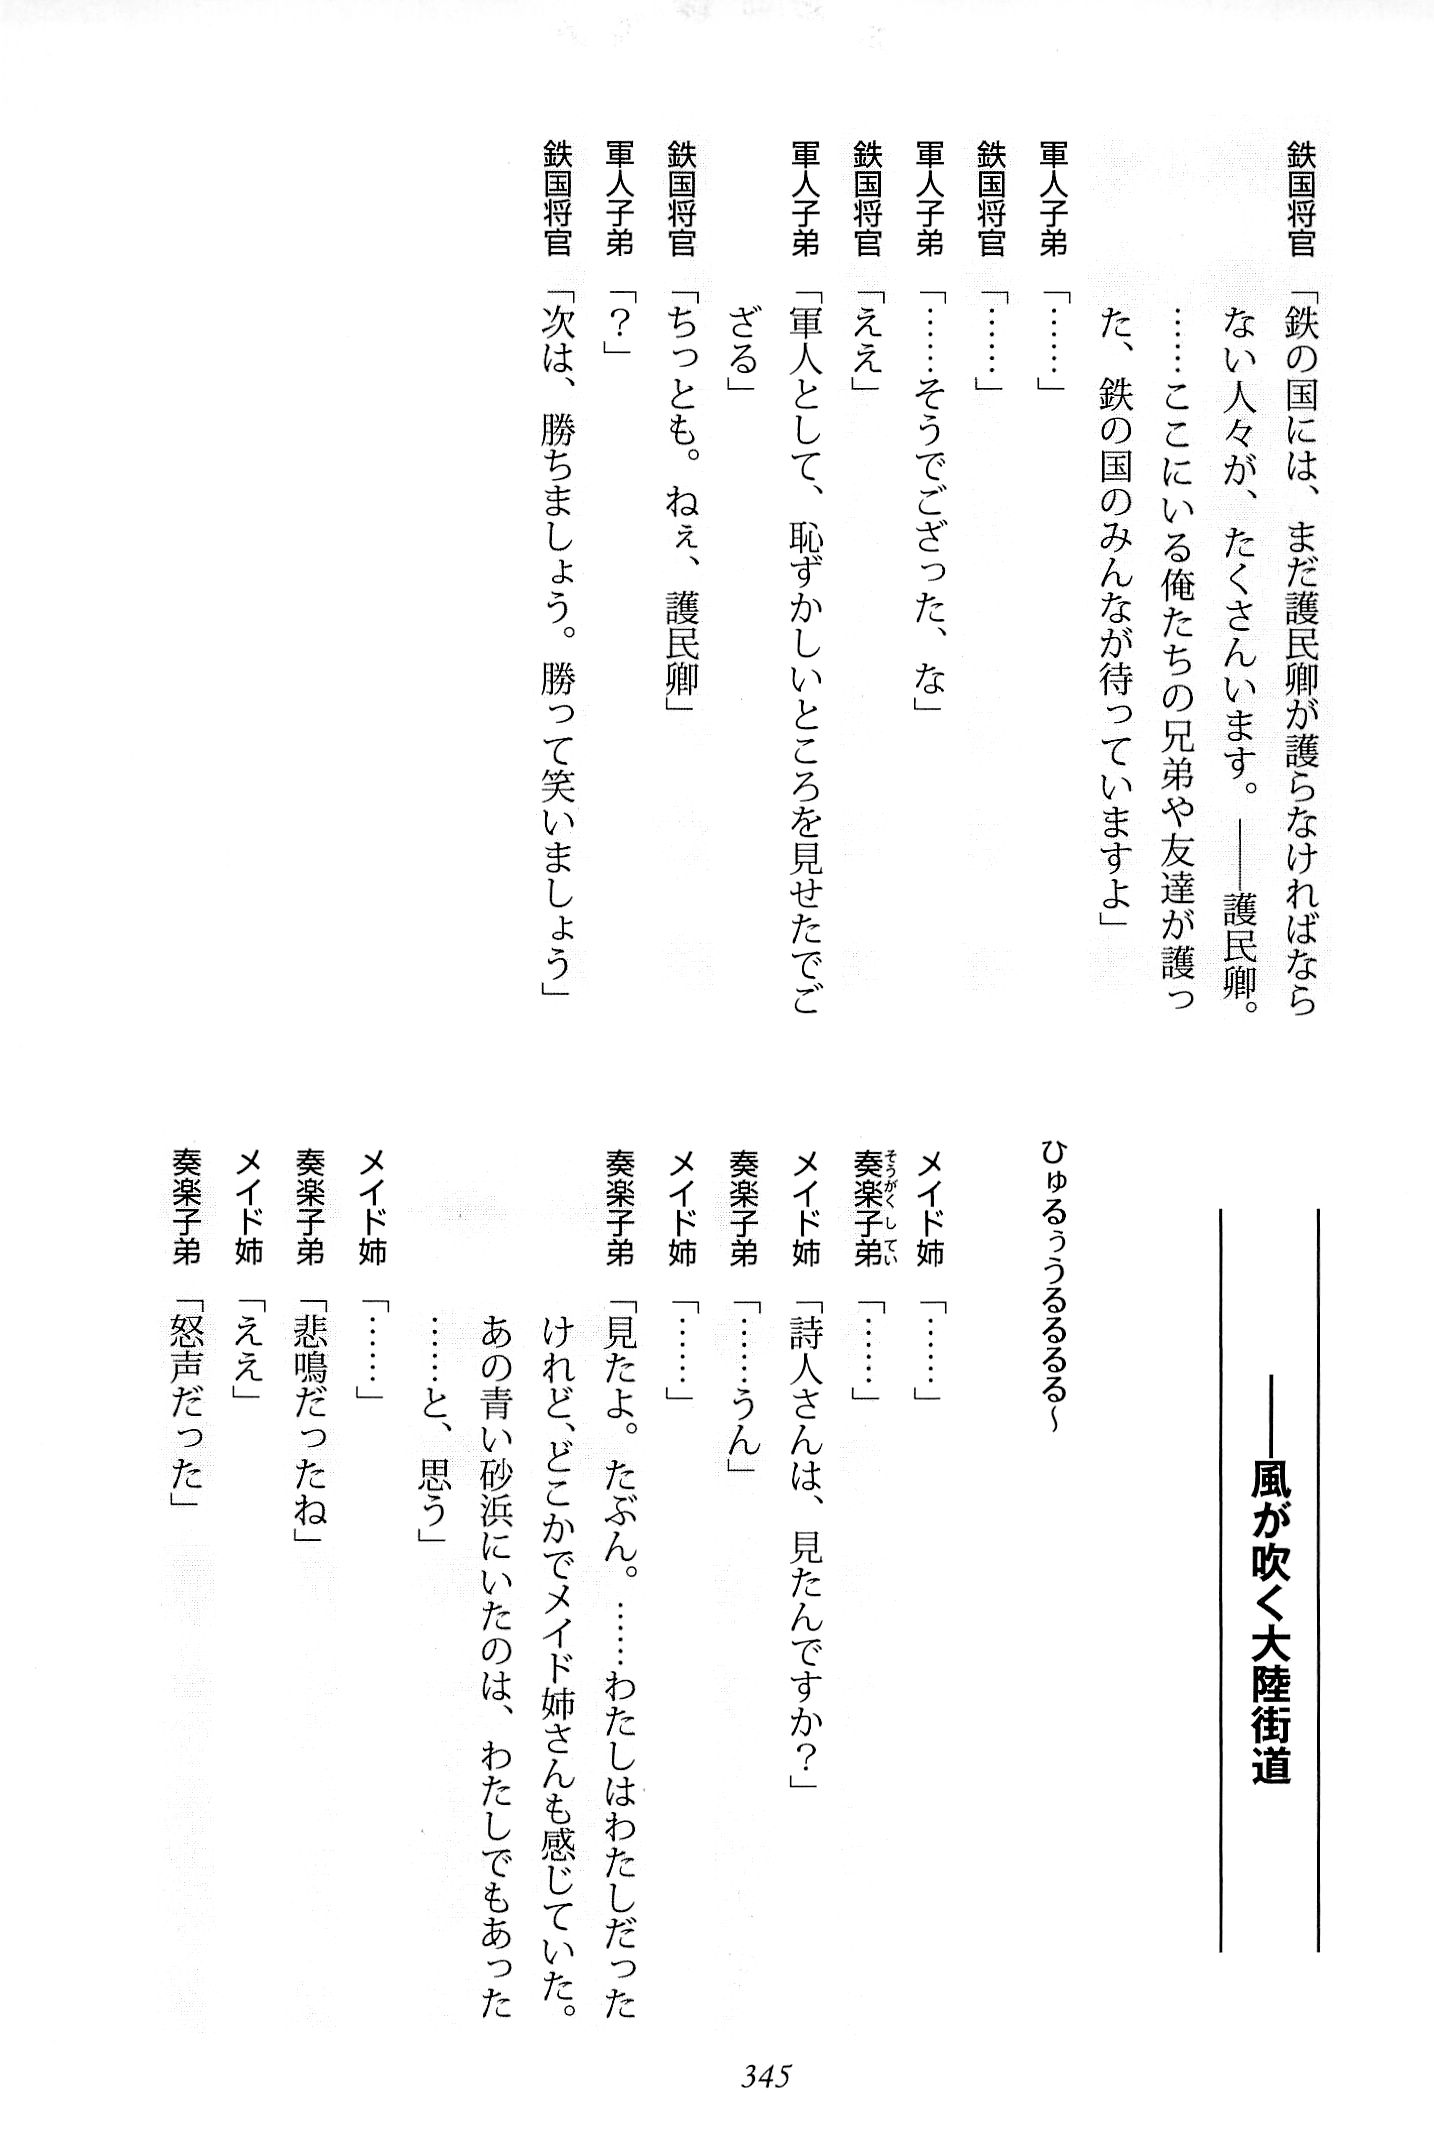 鉄国将官「鉄の国には、まだ護民卿が護らなければなら
ない人々が、たくさんいます。――護民卿。
……ここにいる俺たちの兄弟や友達が護っ
た、鉄の国のみんなが待っていますよ」
軍人子弟「……」
鉄国将官「……」
軍人子弟「……そうでござった、な」
鉄国将官「ええ」
軍人子弟「軍人として、恥ずかしいところを見せたでご
ざる」
鉄国将官「ちっとも。ねぇ、護民卿」
軍人子弟「？」
鉄国将官「次は、勝ちましょう。勝って笑いましょう」
――風が吹く大陸街道
ひゅるぅうるるるる～
メイド姉「……」
奏楽子弟「……」
そうがくしてい
メイド姉「詩人さんは、見たんですか？」
奏楽子弟「……うん」
メイド姉「……」
奏楽子弟「見たよ。たぶん。……わたしはわたしだった
けれど、どこかでメイド姉さんも感じていた。
あの青い砂浜にいたのは、わたしでもあった
……と、思う」
メイド姉「……」
奏楽子弟「悲鳴だったね」
メイド姉「ええ」
奏楽子弟「怒声だった」
345